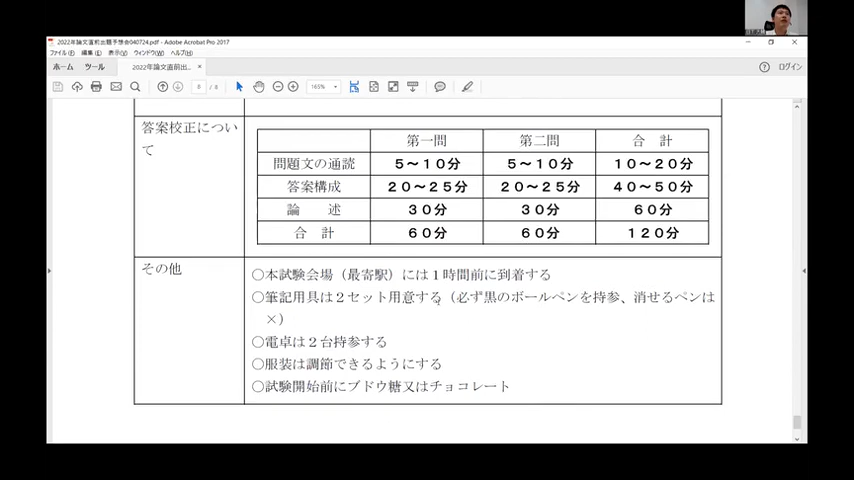 2022年論文直前出題予想会040724.pdf - Adobe Acrobat Pro 2017
ファイル(F) 編集(E) 表示(V) ウィンドウ(W) ヘルプ(H)
ホーム ツール 2022年論文直前出... × ログイン
8 / 8 165%
答案校正について
第一問 第二問 合　計
問題文の通読 ５～１０分 ５～１０分 １０～２０分
答案構成 ２０～２５分 ２０～２５分 ４０～５０分
論　　述 ３０分 ３０分 ６０分
合　計 ６０分 ６０分 １２０分
その他
○本試験会場（最寄駅）には１時間前に到着する
○筆記用具は２セット用意する（必ず黒のボールペンを持参、消せるペンは
×）
○電卓は２台持参する
○服装は調節できるようにする
○試験開始前にブドウ糖又はチョコレート